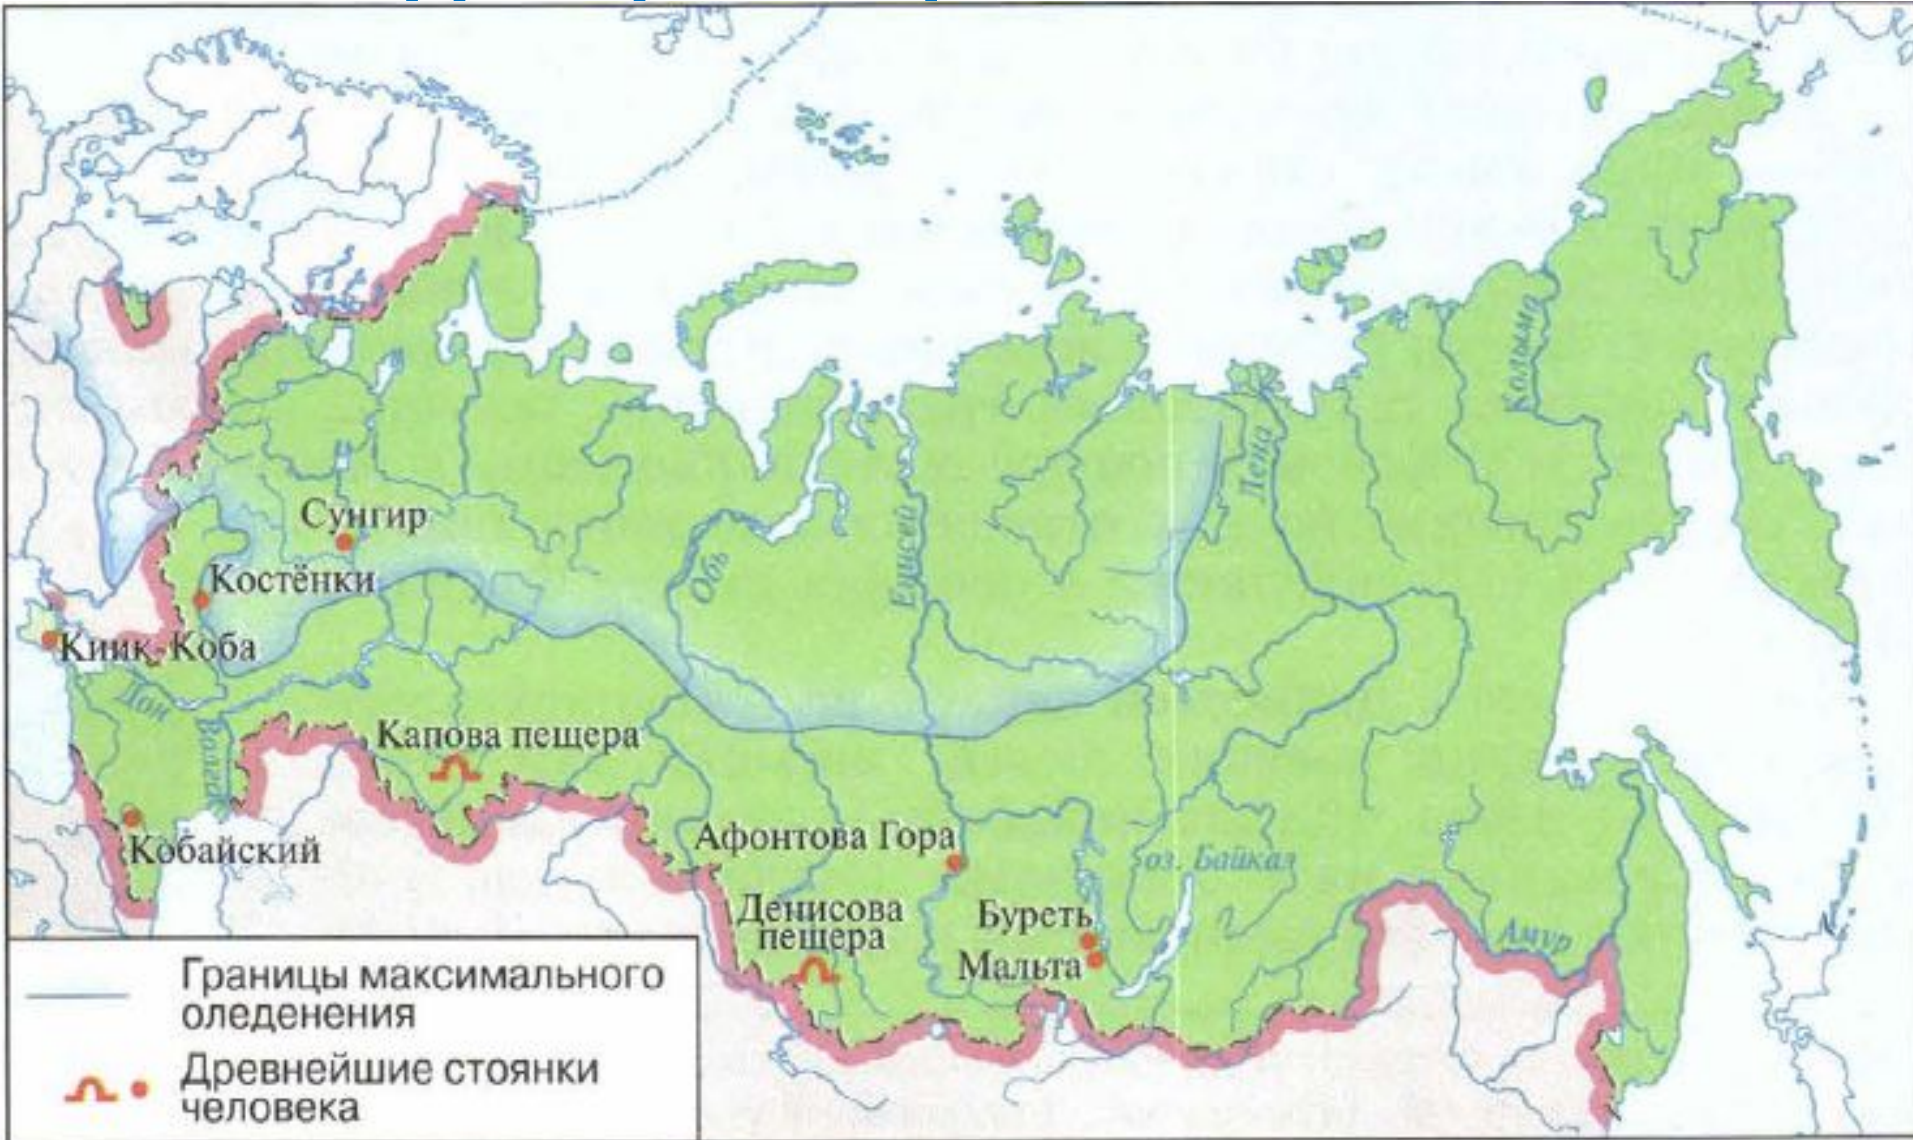 Колыма
Лена
Сунгир
Енисей
Обь
Костёнки
Киик-Коба
Дон
Волга
Капова пещера
Афонтова Гора
Кобайский
оз. Байкал
Денисова
пещера
Буреть
Мальта
Амур
Границы максимального
оледенения
Древнейшие стоянки
человека